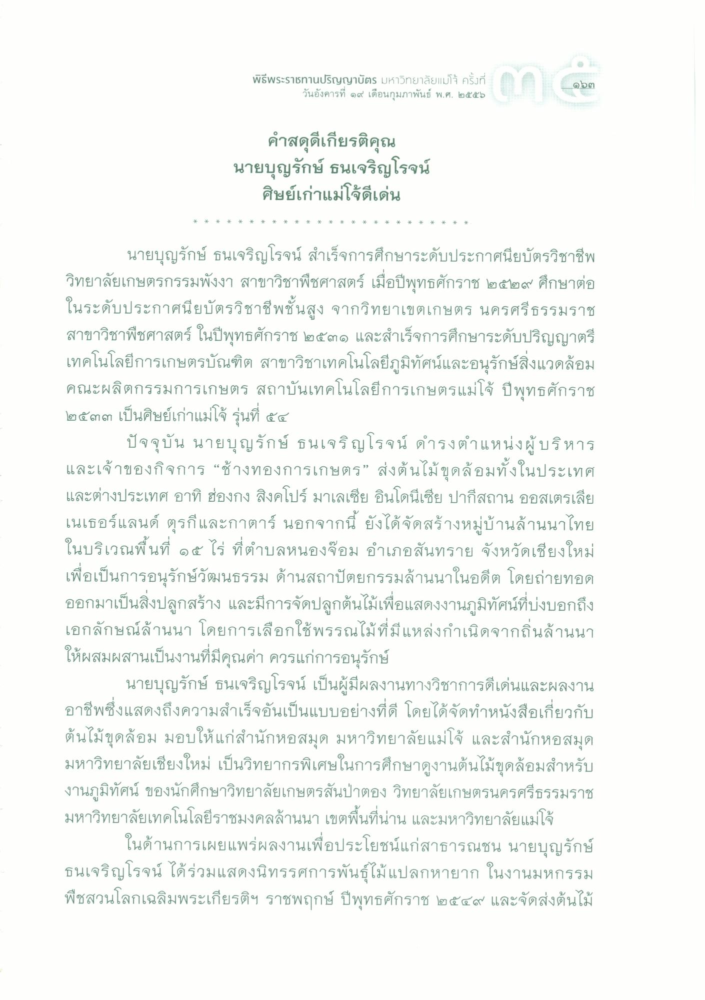 พิธีพระราชทานปริญญาบัตร มหาวิทยาลัยแม่โจ้ ครั้งที่ ๓๕
วันอังคารที่ ๑๙ เดือนกุมภาพันธ์ พ.ศ. ๒๕๕๖
๑๖๓
คำสดุดีเกียรติคุณ
นายบุญรักษ์ ธนเจริญโรจน์
ศิษย์เก่าแม่โจ้ดีเด่น
* * * * * * * * * * * * * * * * * * * * * * * * *
นายบุญรักษ์ ธนเจริญโรจน์ สำเร็จการศึกษาระดับประกาศนียบัตรวิชาชีพ
วิทยาลัยเกษตรกรรมพังงา สาขาวิชาพืชศาสตร์ เมื่อปีพุทธศักราช ๒๕๒๙ ศึกษาต่อ
ในระดับประกาศนียบัตรวิชาชีพชั้นสูง จากวิทยาเขตเกษตร นครศรีธรรมราช
สาขาวิชาพืชศาสตร์ ในปีพุทธศักราช ๒๕๓๑ และสำเร็จการศึกษาระดับปริญญาตรี
เทคโนโลยีการเกษตรบัณฑิต สาขาวิชาเทคโนโลยีภูมิทัศน์และอนุรักษ์สิ่งแวดล้อม
คณะผลิตกรรมการเกษตร สถาบันเทคโนโลยีการเกษตรแม่โจ้ ปีพุทธศักราช
๒๕๓๓ เป็นศิษย์เก่าแม่โจ้ รุ่นที่ ๕๔
ปัจจุบัน นายบุญรักษ์ ธนเจริญโรจน์ ดำรงตำแหน่งผู้บริหาร
และเจ้าของกิจการ “ช้างทองการเกษตร” ส่งต้นไม้ขุดล้อมทั้งในประเทศ
และต่างประเทศ อาทิ ฮ่องกง สิงคโปร์ มาเลเซีย อินโดนีเซีย ปากีสถาน ออสเตรเลีย
เนเธอร์แลนด์ ตุรกีและกาตาร์ นอกจากนี้ ยังได้จัดสร้างหมู่บ้านล้านนาไทย
ในบริเวณพื้นที่ ๑๕ ไร่ ที่ตำบลหนองจ๊อม อำเภอสันทราย จังหวัดเชียงใหม่
เพื่อเป็นการอนุรักษ์วัฒนธรรม ด้านสถาปัตยกรรมล้านนาในอดีต โดยถ่ายทอด
ออกมาเป็นสิ่งปลูกสร้าง และมีการจัดปลูกต้นไม้เพื่อแสดงงานภูมิทัศน์ที่บ่งบอกถึง
เอกลักษณ์ล้านนา โดยการเลือกใช้พรรณไม้ที่มีแหล่งกำเนิดจากถิ่นล้านนา
ให้ผสมผสานเป็นงานที่มีคุณค่า ควรแก่การอนุรักษ์
นายบุญรักษ์ ธนเจริญโรจน์ เป็นผู้มีผลงานทางวิชาการดีเด่นและผลงาน
อาชีพซึ่งแสดงถึงความสำเร็จอันเป็นแบบอย่างที่ดี โดยได้จัดทำหนังสือเกี่ยวกับ
ต้นไม้ขุดล้อม มอบให้แก่สำนักหอสมุด มหาวิทยาลัยแม่โจ้ และสำนักหอสมุด
มหาวิทยาลัยเชียงใหม่ เป็นวิทยากรพิเศษในการศึกษาดูงานต้นไม้ขุดล้อมสำหรับ
งานภูมิทัศน์ ของนักศึกษาวิทยาลัยเกษตรสันป่าตอง วิทยาลัยเกษตรนครศรีธรรมราช
มหาวิทยาลัยเทคโนโลยีราชมงคลล้านนา เขตพื้นที่น่าน และมหาวิทยาลัยแม่โจ้
ในด้านการเผยแพร่ผลงานเพื่อประโยชน์แก่สาธารณชน นายบุญรักษ์
ธนเจริญโรจน์ ได้ร่วมแสดงนิทรรศการพันธุ์ไม้แปลกหายาก ในงานมหกรรม
พืชสวนโลกเฉลิมพระเกียรติฯ ราชพฤกษ์ ปีพุทธศักราช ๒๕๔๙ และจัดส่งต้นไม้